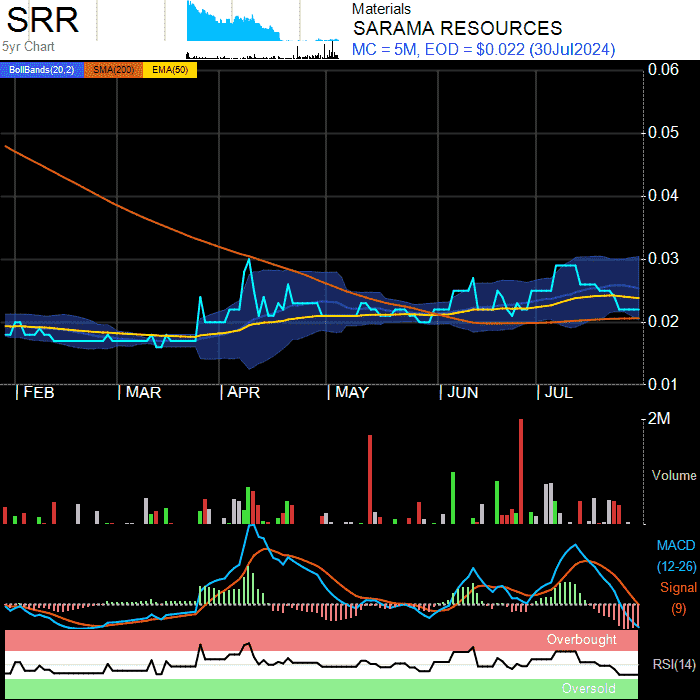 SRR
5yr Chart
Materials
SARAMA RESOURCES
MC = 5M, EOD = $0.022 (30Jul2024)
BollBands(20,2) SMA(200) EMA(50)
0.06
0.05
0.04
0.03
0.02
0.01
FEB MAR APR MAY JUN JUL
2M
Volume
MACD
(12-26)
Signal
(9)
Overbought
RSI(14)
Oversold